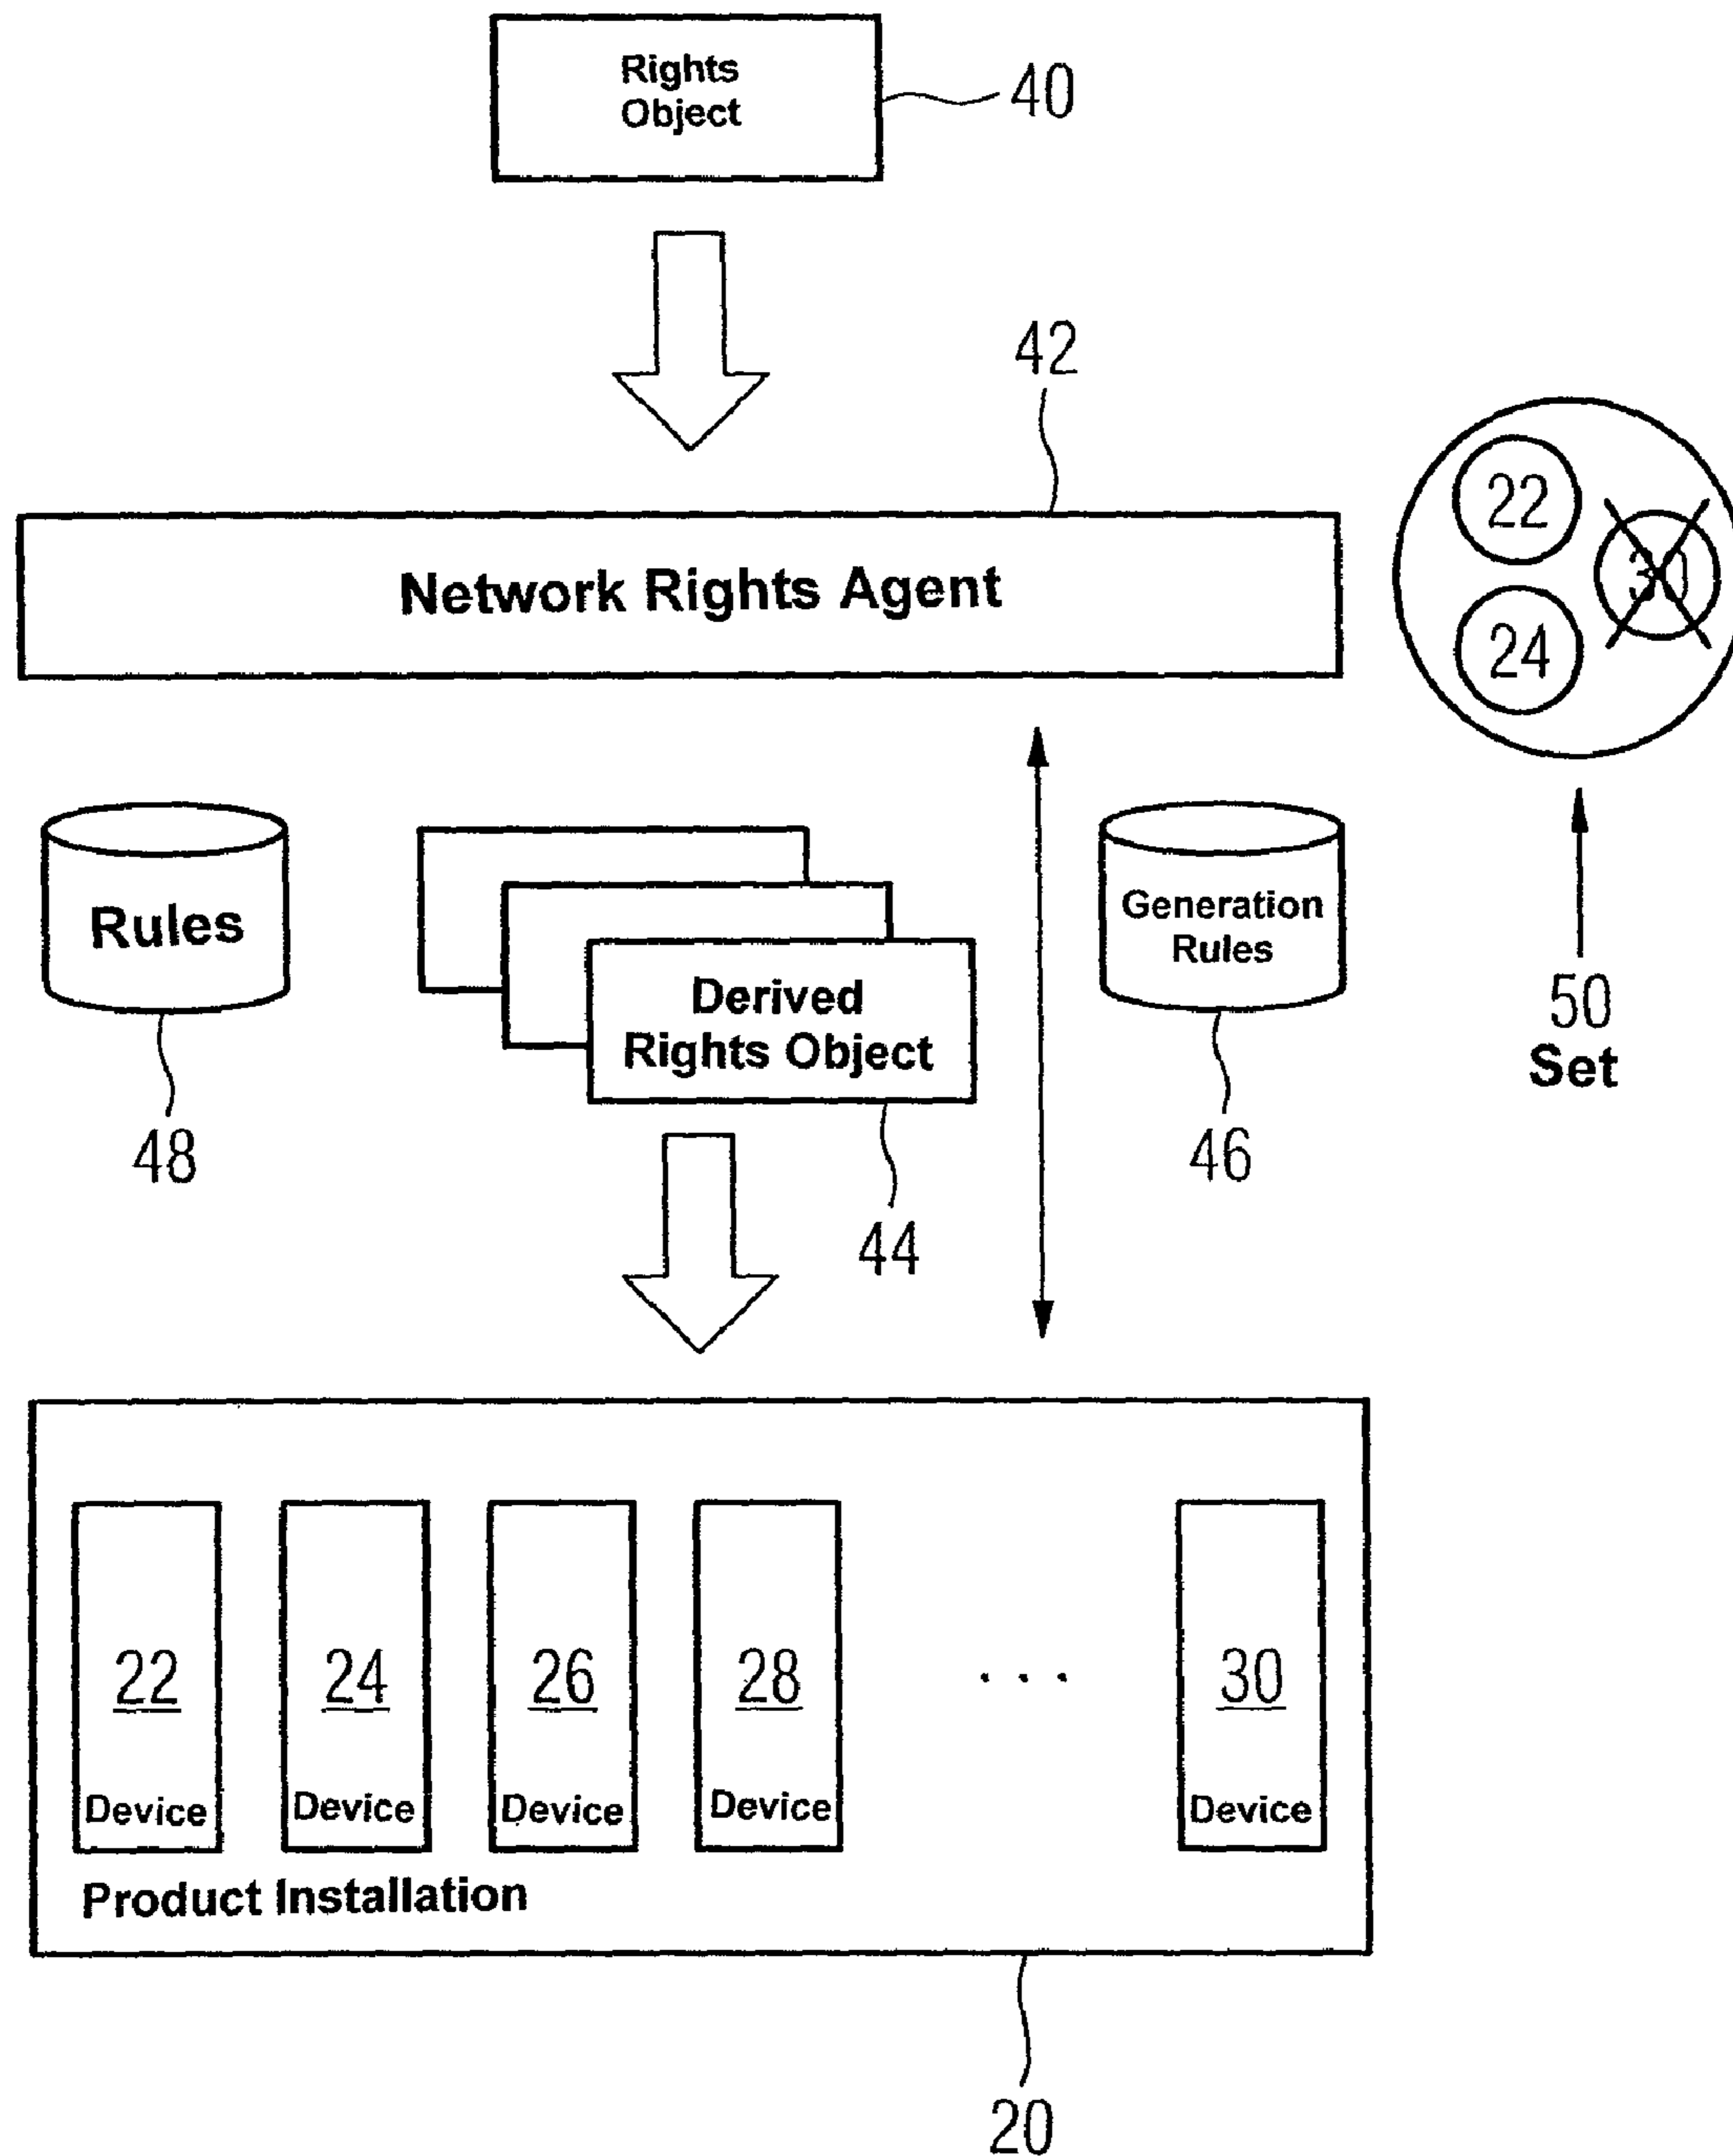 Rights
Object
40
42
Network Rights Agent
22
30
24
Rules
Derived
Rights Object
Generation
Rules
50
Set
48
44
46
22
24
26
28
. . .
30
Device
Device
Device
Device
Device
Product Installation
20